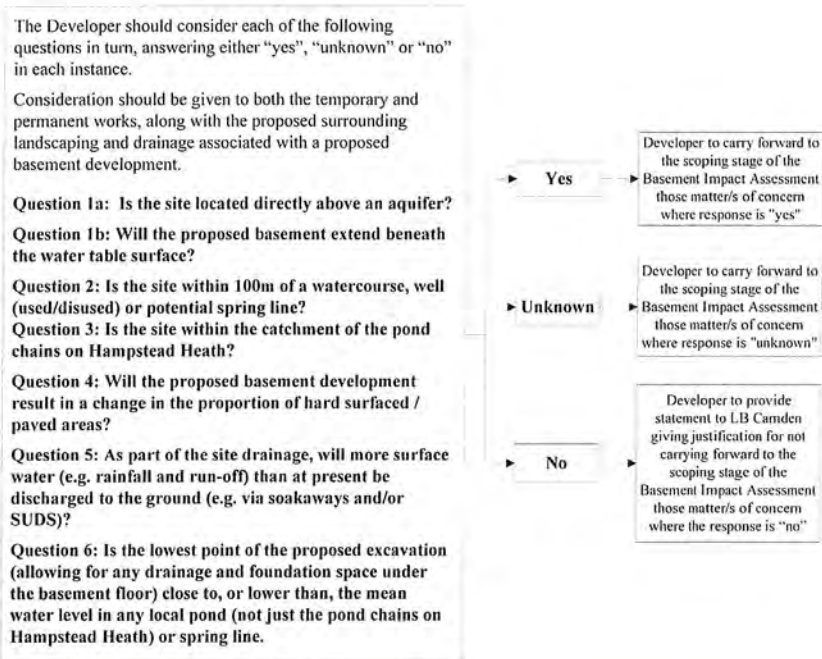 The Developer should consider each of the following
questions in turn, answering either “yes”, “unknown” or “no”
in each instance.
Consideration should be given to both the temporary and
permanent works, along with the proposed surrounding
landscaping and drainage associated with a proposed
basement development.
Question 1a: Is the site located directly above an aquifer?
Question 1b: Will the proposed basement extend beneath
the water table surface?
Question 2: Is the site within 100m of a watercourse, well
(used/disused) or potential spring line?
Question 3: Is the site within the catchment of the pond
chains on Hampstead Heath?
Question 4: Will the proposed basement development
result in a change in the proportion of hard surfaced /
paved areas?
Question 5: As part of the site drainage, will more surface
water (e.g. rainfall and run-off) than at present be
discharged to the ground (e.g. via soakaways and/or
SUDS)?
Question 6: Is the lowest point of the proposed excavation
(allowing for any drainage and foundation space under
the basement floor) close to, or lower than, the mean
water level in any local pond (not just the pond chains on
Hampstead Heath) or spring line.
Yes
Developer to carry forward to
the scoping stage of the
Basement Impact Assessment
those matter/s of concern
where response is "yes"
Unknown
Developer to carry forward to
the scoping stage of the
Basement Impact Assessment
those matter/s of concern
where response is "unknown"
No
Developer to provide
statement to LB Camden
giving justification for not
carrying forward to the
scoping stage of the
Basement Impact Assessment
those matter/s of concern
where the response is “no”